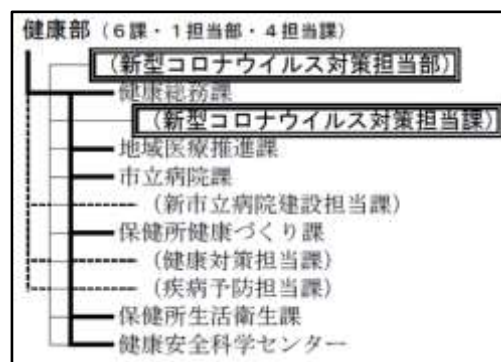 健康部（６課・１担当部・４担当課）
（新型コロナウイルス対策担当部）
健康総務課
（新型コロナウイルス対策担当課）
地域医療推進課
市立病院課
（新市立病院建設担当課）
保健所健康づくり課
（健康対策担当課）
（疾病予防担当課）
保健所生活衛生課
健康安全科学センター